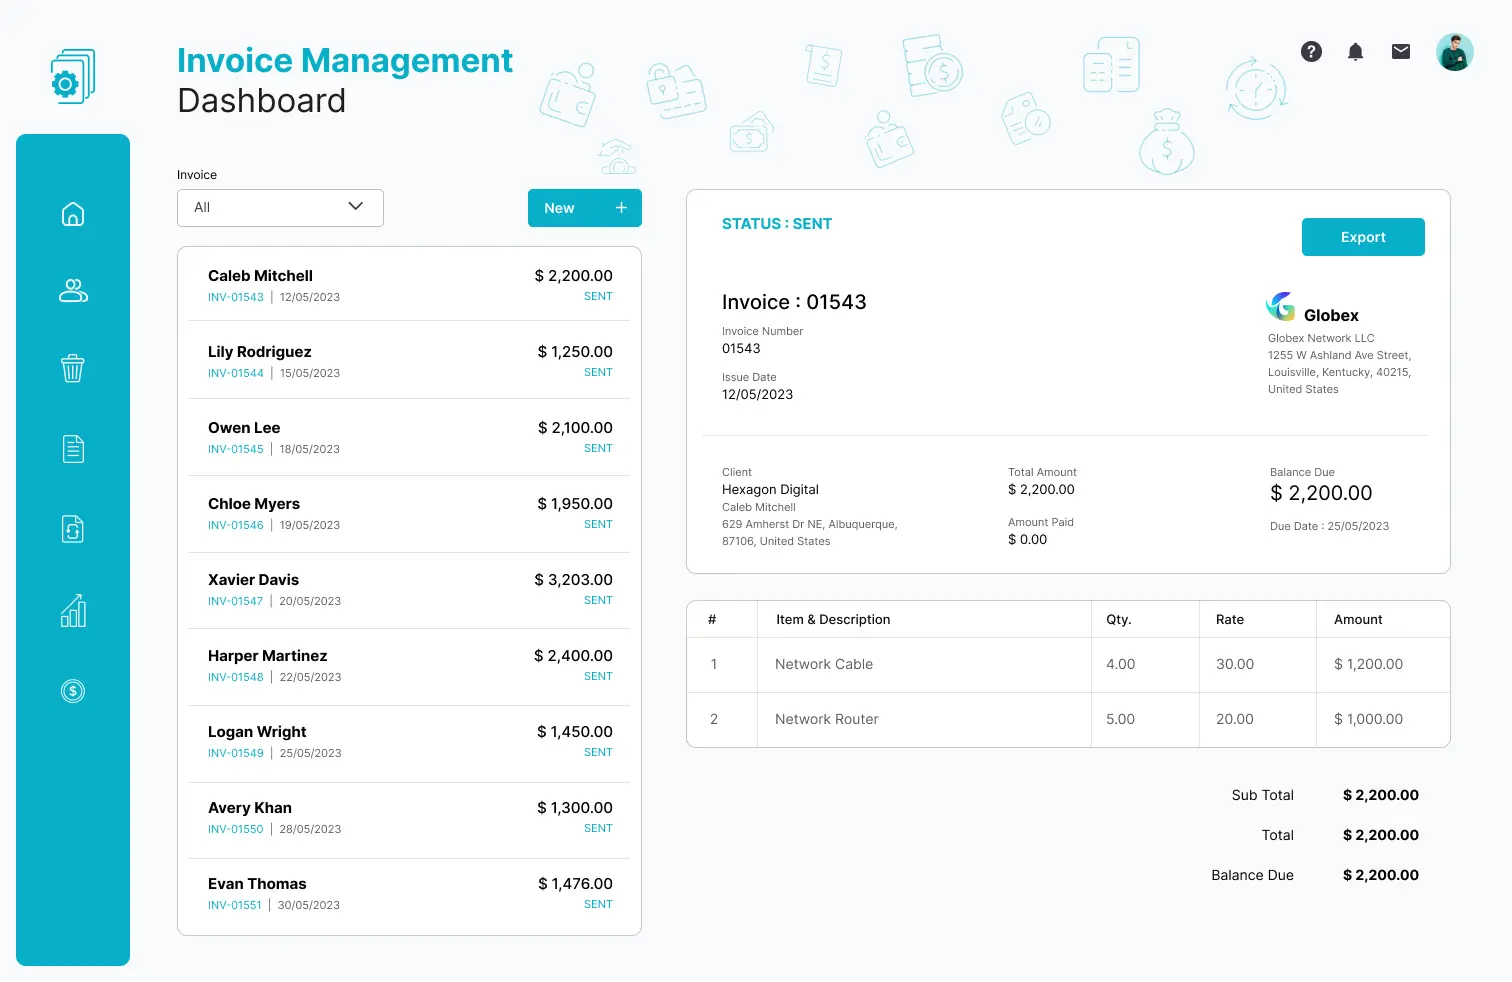 Invoice Management
Dashboard
Invoice
All
New +
Caleb Mitchell $ 2,200.00
INV-01543 | 12/05/2023 SENT
Lily Rodriguez $ 1,250.00
INV-01544 | 15/05/2023 SENT
Owen Lee $ 2,100.00
INV-01545 | 18/05/2023 SENT
Chloe Myers $ 1,950.00
INV-01546 | 19/05/2023 SENT
Xavier Davis $ 3,203.00
INV-01547 | 20/05/2023 SENT
Harper Martinez $ 2,400.00
INV-01548 | 22/05/2023 SENT
Logan Wright $ 1,450.00
INV-01549 | 25/05/2023 SENT
Avery Khan $ 1,300.00
INV-01550 | 28/05/2023 SENT
Evan Thomas $ 1,476.00
INV-01551 | 30/05/2023 SENT
STATUS : SENT
Export
Invoice : 01543
Invoice Number
01543
Issue Date
12/05/2023
Globex
Globex Network LLC
1255 W Ashland Ave Street,
Louisville, Kentucky, 40215,
United States
Client
Hexagon Digital
Caleb Mitchell
629 Amherst Dr NE, Albuquerque,
87106, United States
Total Amount
$ 2,200.00
Amount Paid
$ 0.00
Balance Due
$ 2,200.00
Due Date : 25/05/2023
# Item & Description Qty. Rate Amount
1 Network Cable 4.00 30.00 $ 1,200.00
2 Network Router 5.00 20.00 $ 1,000.00
Sub Total $ 2,200.00
Total $ 2,200.00
Balance Due $ 2,200.00